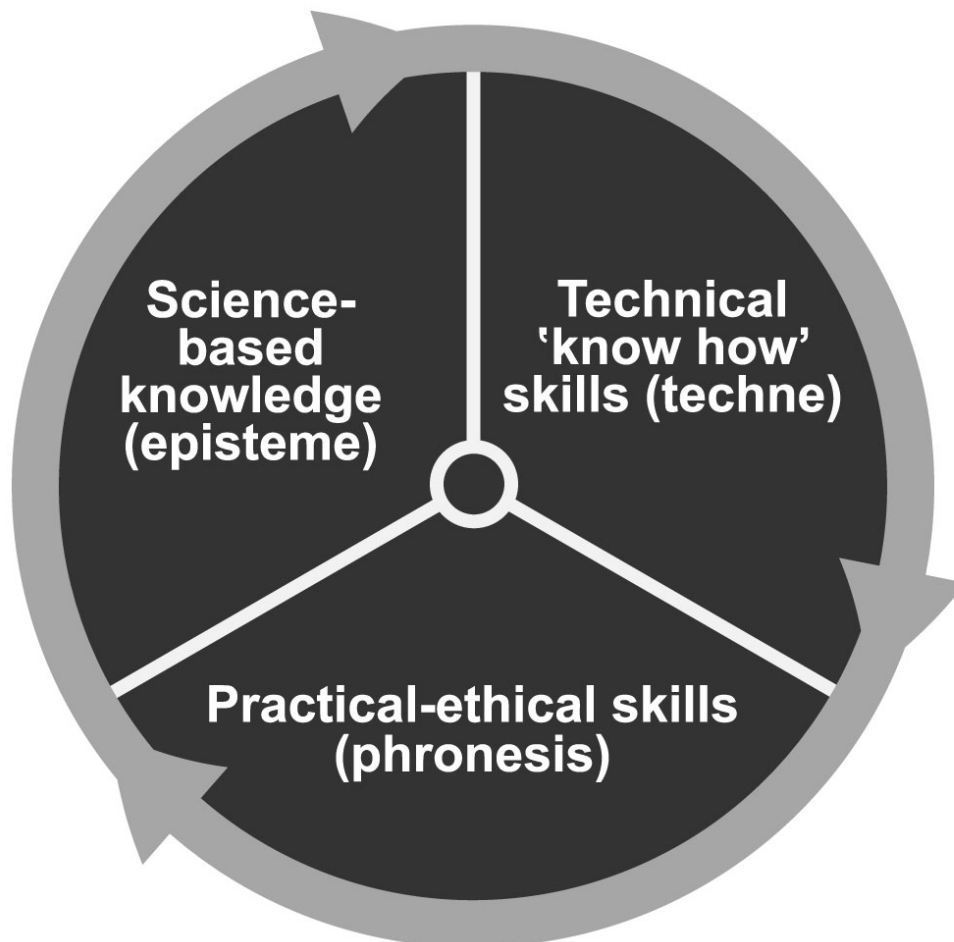 Science-
based
knowledge
(episteme)
Technical
‘know how’
skills (techne)
Practical-ethical skills
(phronesis)